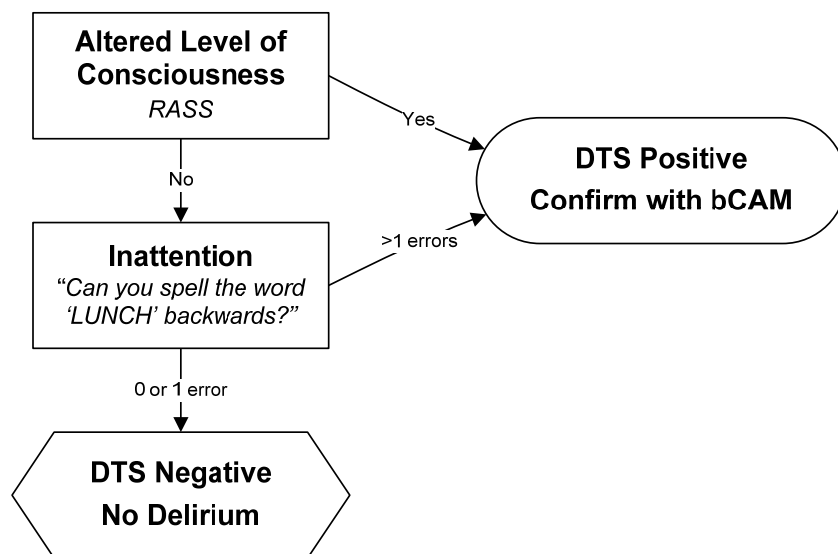 Altered Level of
Consciousness
RASS
Yes
DTS Positive
Confirm with bCAM
No
Inattention
“Can you spell the word
‘LUNCH’ backwards?”
>1 errors
0 or 1 error
DTS Negative
No Delirium